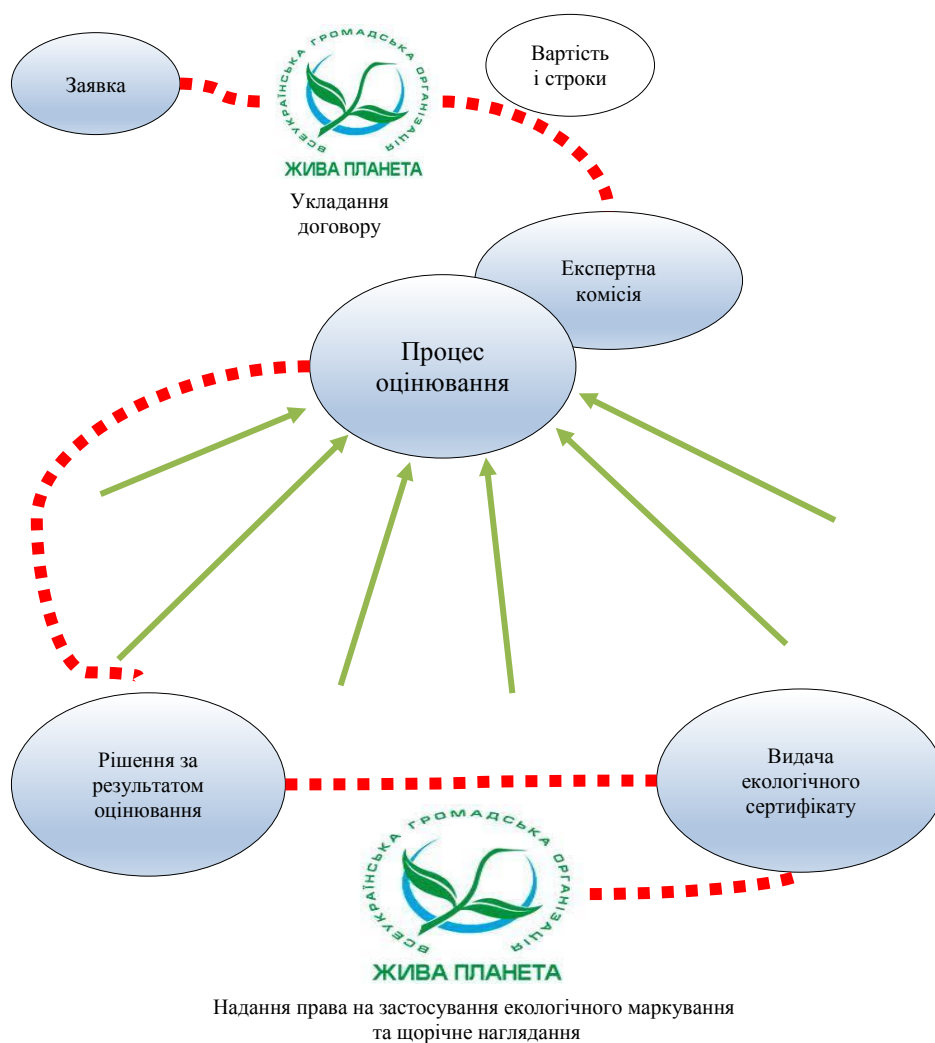 Заявка
ВСЕУКРАЇНСЬКА ГРОМАДСЬКА ОРГАНІЗАЦІЯ
ЖИВА ПЛАНЕТА
Укладання
договору
Вартість
і строки
Експертна
комісія
Процес
оцінювання
Рішення за
результатом
оцінювання
Видача
екологічного
сертифікату
ВСЕУКРАЇНСЬКА ГРОМАДСЬКА ОРГАНІЗАЦІЯ
ЖИВА ПЛАНЕТА
Надання права на застосування екологічного маркування
та щорічне наглядання